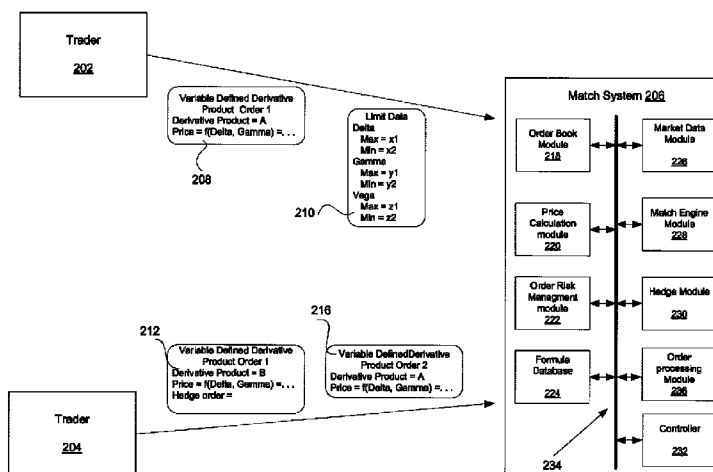 Trader
202
Variable Defined Derivative
Product Order 1
Derivative Product = A
Price = f(Delta, Gamma) =. . .
208
Limit Data
Delta
Max = x1
Min = x2
Gamma
Max = y1
Min = y2
Vega
Max = z1
Min = z2
210
Match System 206
Order Book
Module
218
Market Data
Module
226
Price
Calculation
module
220
Match Engine
Module
228
Order Risk
Managment
module
222
Hedge Module
230
Formula
Database
224
Order
processing
Module
236
Controller
232
234
212
Variable Defined Derivative
Product Order 1
Derivative Product = B
Price = f(Delta, Gamma) =. . .
Hedge order =
216
Variable DefinedDerivative
Product Order 2
Derivative Product = A
Price = f(Delta, Gamma) =. . .
Trader
204